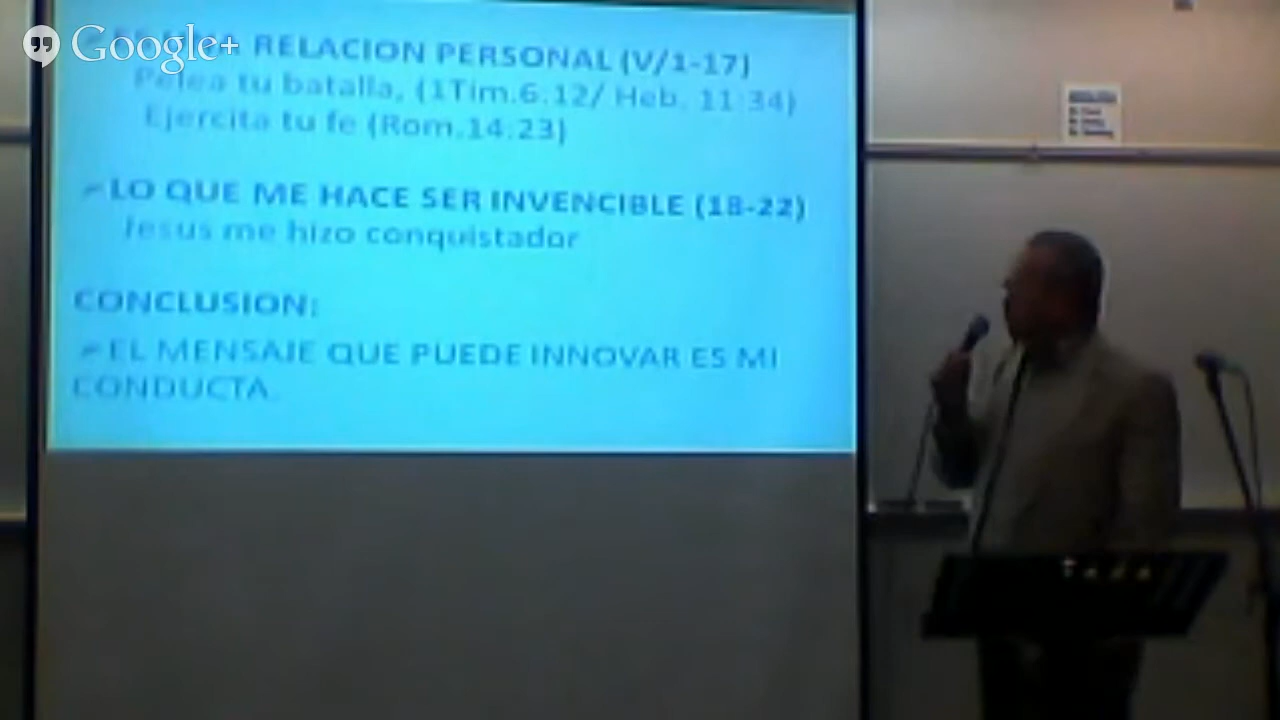 Google+
RELACION PERSONAL (V/1-17)
Pelea tu batalla, (1Tim.6.12/ Heb. 11:34)
Ejercita tu fe (Rom.14:23)
➢LO QUE ME HACE SER INVENCIBLE (18-22)
Jesus me hizo conquistador
CONCLUSION:
➢EL MENSAJE QUE PUEDE INNOVAR ES MI
CONDUCTA.